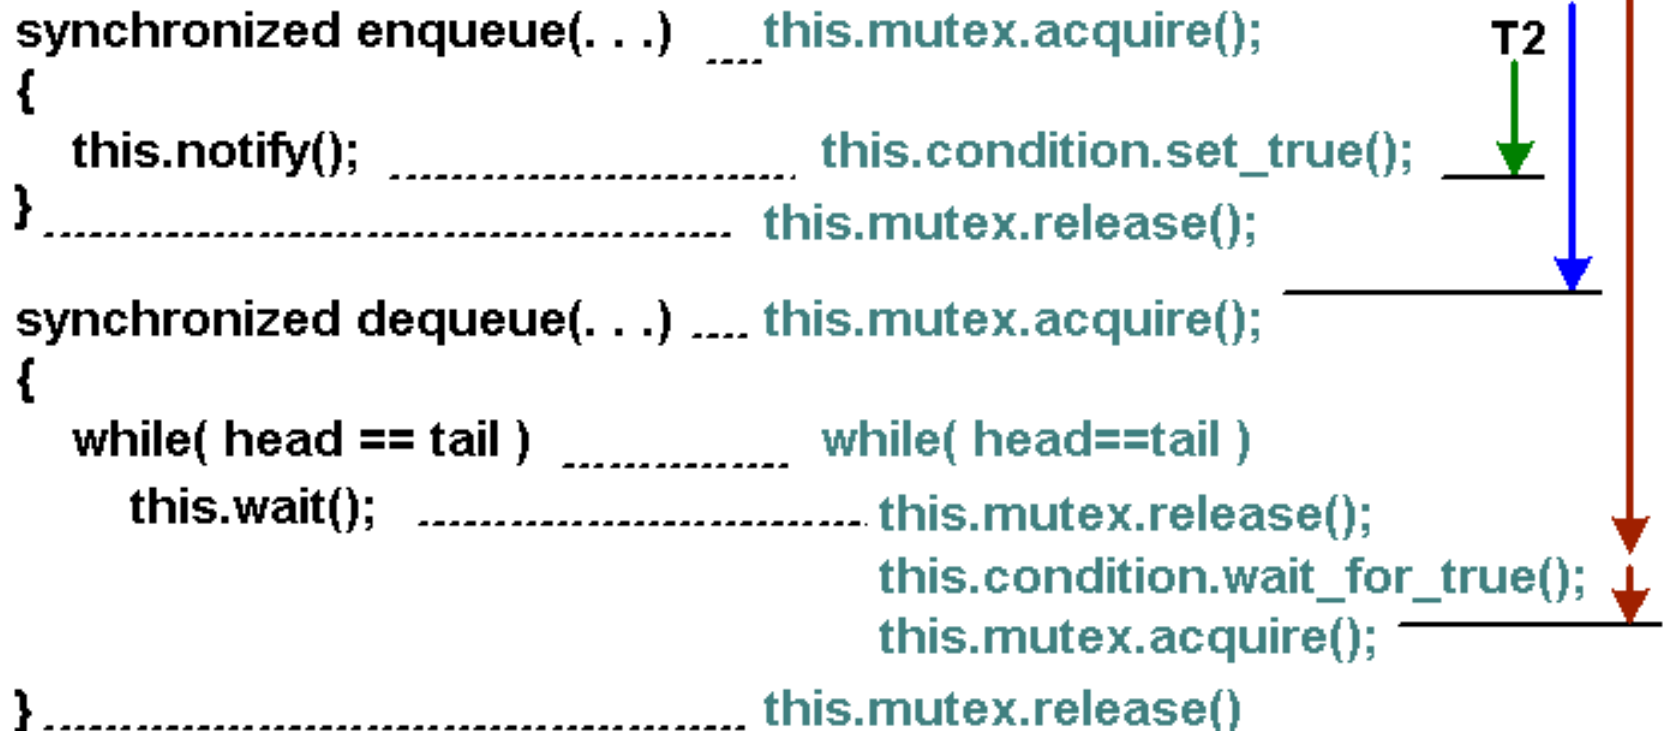 synchronized enqueue(. . .) this.mutex.acquire(); T2
{
this.notify(); this.condition.set_true();
} this.mutex.release();
synchronized dequeue(. . .) this.mutex.acquire();
{
while( head == tail ) while( head==tail )
this.wait(); this.mutex.release();
this.condition.wait_for_true();
this.mutex.acquire();
} this.mutex.release()